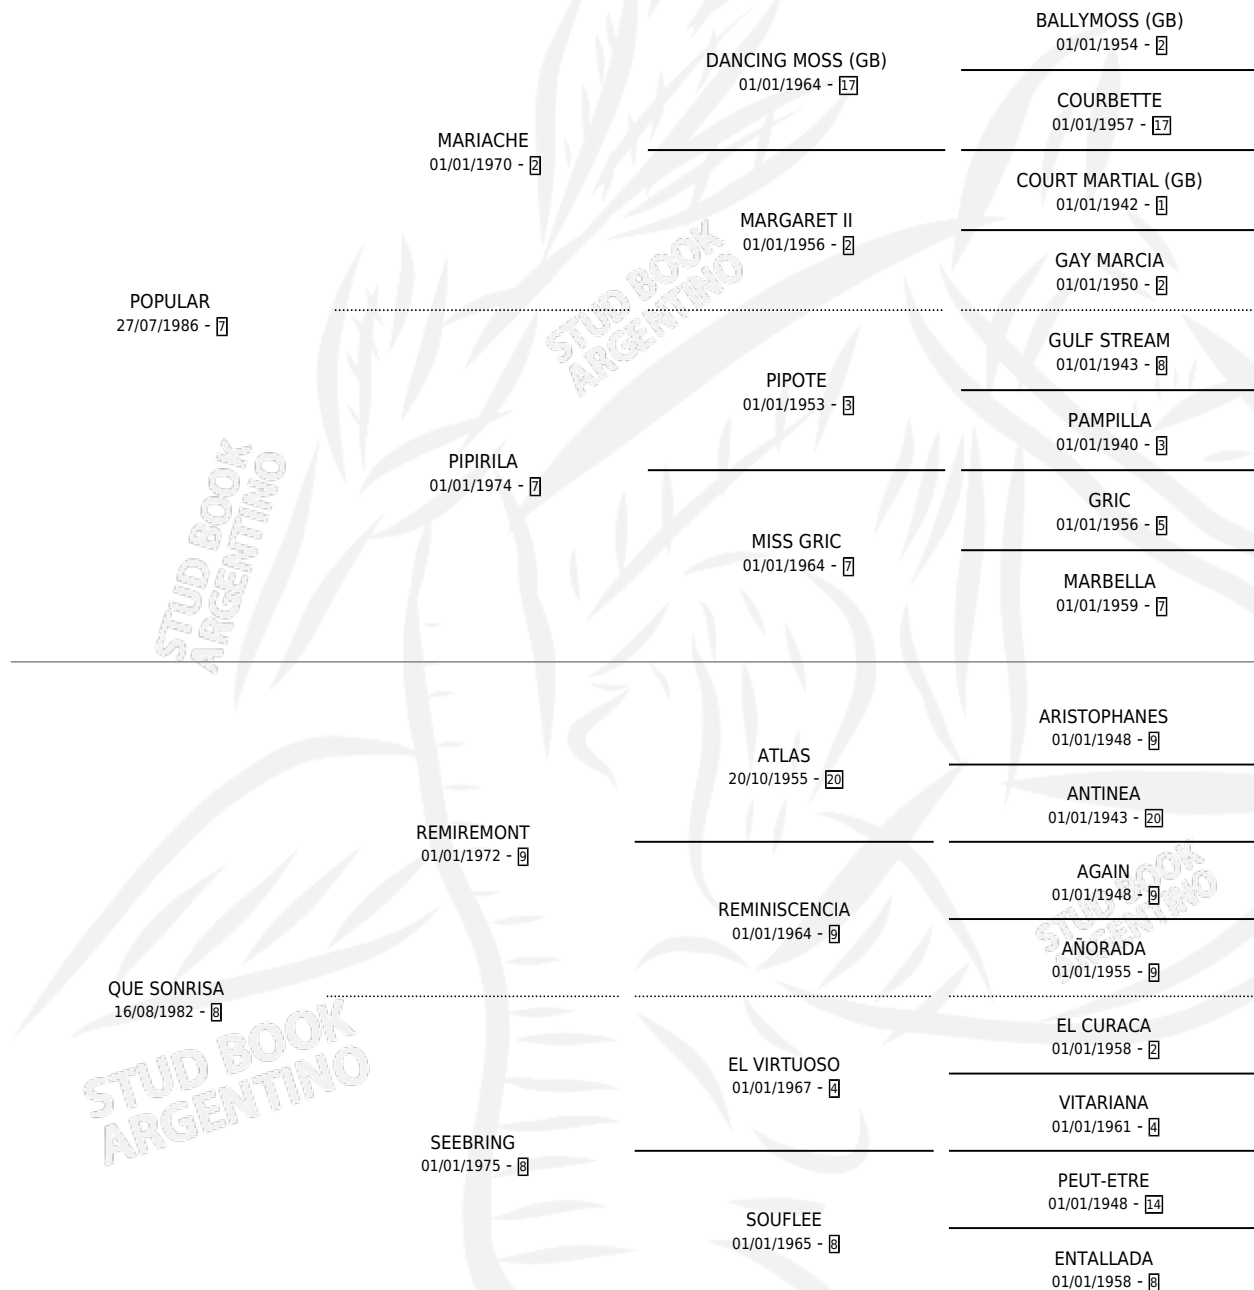 BALLYMOSS (GB)
01/01/1954 - 2
DANCING MOSS (GB)
01/01/1964 - 17
COURBETTE
01/01/1957 - 17
MARIACHE
01/01/1970 - 2
COURT MARTIAL (GB)
01/01/1942 - 1
MARGARET II
01/01/1956 - 2
GAY MARCIA
01/01/1950 - 2
POPULAR
27/07/1986 - 7
GULF STREAM
01/01/1943 - 8
PIPOTE
01/01/1953 - 3
PAMPILLA
01/01/1940 - 3
PIPIRILA
01/01/1974 - 7
GRIC
01/01/1956 - 5
MISS GRIC
01/01/1964 - 7
MARBELLA
01/01/1959 - 7
ARISTOPHANES
01/01/1948 - 9
ATLAS
20/10/1955 - 20
ANTINEA
01/01/1943 - 20
REMIREMONT
01/01/1972 - 9
AGAIN
01/01/1948 - 9
REMINISCENCIA
01/01/1964 - 9
AÑORADA
01/01/1955 - 9
QUE SONRISA
16/08/1982 - 8
EL CURACA
01/01/1958 - 2
EL VIRTUOSO
01/01/1967 - 4
VITARIANA
01/01/1961 - 4
SEEBRING
01/01/1975 - 8
PEUT-ETRE
01/01/1948 - 14
SOUFLEE
01/01/1965 - 8
ENTALLADA
01/01/1958 - 8
STUD BOOK
ARGENTINO
STUD BOOK
ARGENTINO
STUD BOOK
ARGENTINO
STUD BOOK
ARGENTINO